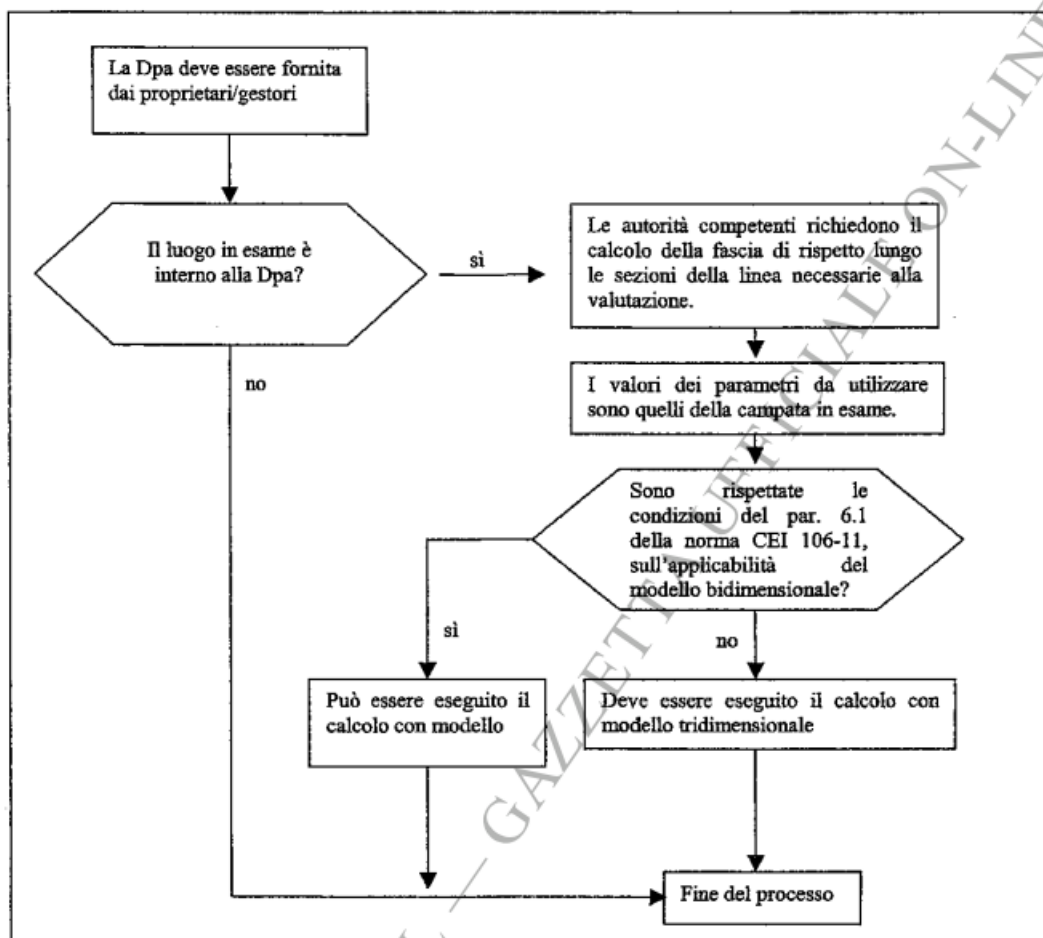 La Dpa deve essere fornita
dai proprietari/gestori
Il luogo in esame è
interno alla Dpa?
sì
Le autorità competenti richiedono il
calcolo della fascia di rispetto lungo
le sezioni della linea necessarie alla
valutazione.
no
I valori dei parametri da utilizzare
sono quelli della campata in esame.
Sono rispettate le
condizioni del par. 6.1
della norma CEI 106-11,
sull'applicabilità del
modello bidimensionale?
sì
no
Può essere eseguito il
calcolo con modello
Deve essere eseguito il calcolo con
modello tridimensionale
Fine del processo
— GAZZETTA UFFICIALE ON-LINE